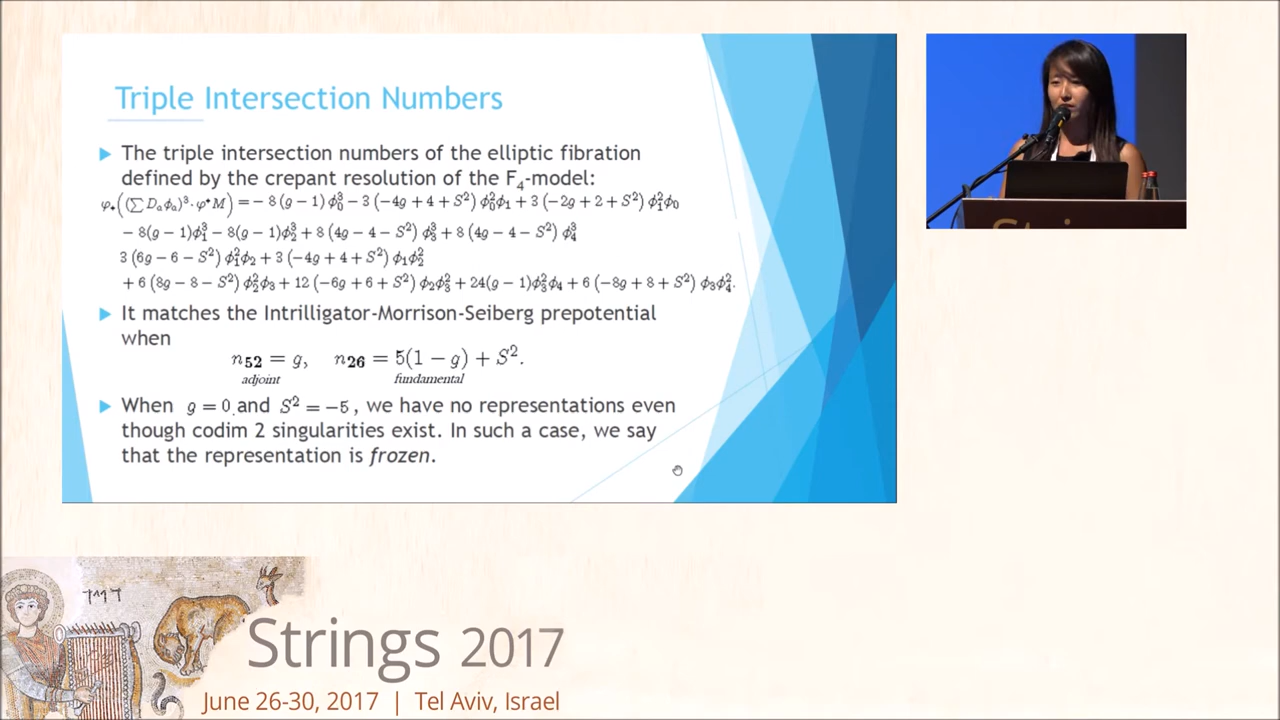 Triple Intersection Numbers
The triple intersection numbers of the elliptic fibration
defined by the crepant resolution of the F₄-model:
φ_*((∑ D_aϕ_a)³·φ^*M) = − 8(g − 1)ϕ₀³ − 3(−4g + 4 + S²)ϕ₀²ϕ₁ + 3(−2g + 2 + S²)ϕ₁²ϕ₀
− 8(g − 1)ϕ₁³ − 8(g − 1)ϕ₂³ + 8(4g − 4 − S²)ϕ₃³ + 8(4g − 4 − S²)ϕ₄³
3(6g − 6 − S²)ϕ₁²ϕ₂ + 3(−4g + 4 + S²)ϕ₁ϕ₂²
+ 6(8g − 8 − S²)ϕ₂²ϕ₃ + 12(−6g + 6 + S²)ϕ₂ϕ₃² + 24(g − 1)ϕ₃²ϕ₄ + 6(−8g + 8 + S²)ϕ₃ϕ₄².
It matches the Intrilligator-Morrison-Seiberg prepotential
when
n₅₂ = g, n₂₆ = 5(1 − g) + S².
adjoint fundamental
When g = 0 and S² = −5, we have no representations even
though codim 2 singularities exist. In such a case, we say
that the representation is frozen.
Strings 2017
June 26-30, 2017 | Tel Aviv, Israel